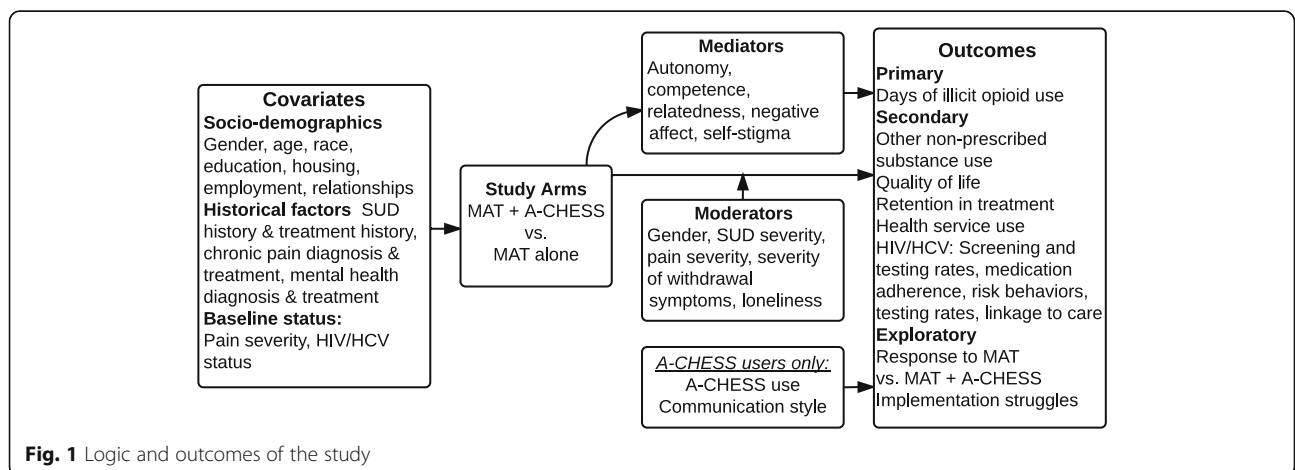 Covariates
Socio-demographics
Gender, age, race,
education, housing,
employment, relationships
Historical factors SUD
history & treatment history,
chronic pain diagnosis &
treatment, mental health
diagnosis & treatment
Baseline status:
Pain severity, HIV/HCV
status
Study Arms
MAT + A-CHESS
vs.
MAT alone
Mediators
Autonomy,
competence,
relatedness, negative
affect, self-stigma
Moderators
Gender, SUD severity,
pain severity, severity
of withdrawal
symptoms, loneliness
A-CHESS users only:
A-CHESS use
Communication style
Outcomes
Primary
Days of illicit opioid use
Secondary
Other non-prescribed
substance use
Quality of life
Retention in treatment
Health service use
HIV/HCV: Screening and
testing rates, medication
adherence, risk behaviors,
testing rates, linkage to care
Exploratory
Response to MAT
vs. MAT + A-CHESS
Implementation struggles
Fig. 1 Logic and outcomes of the study